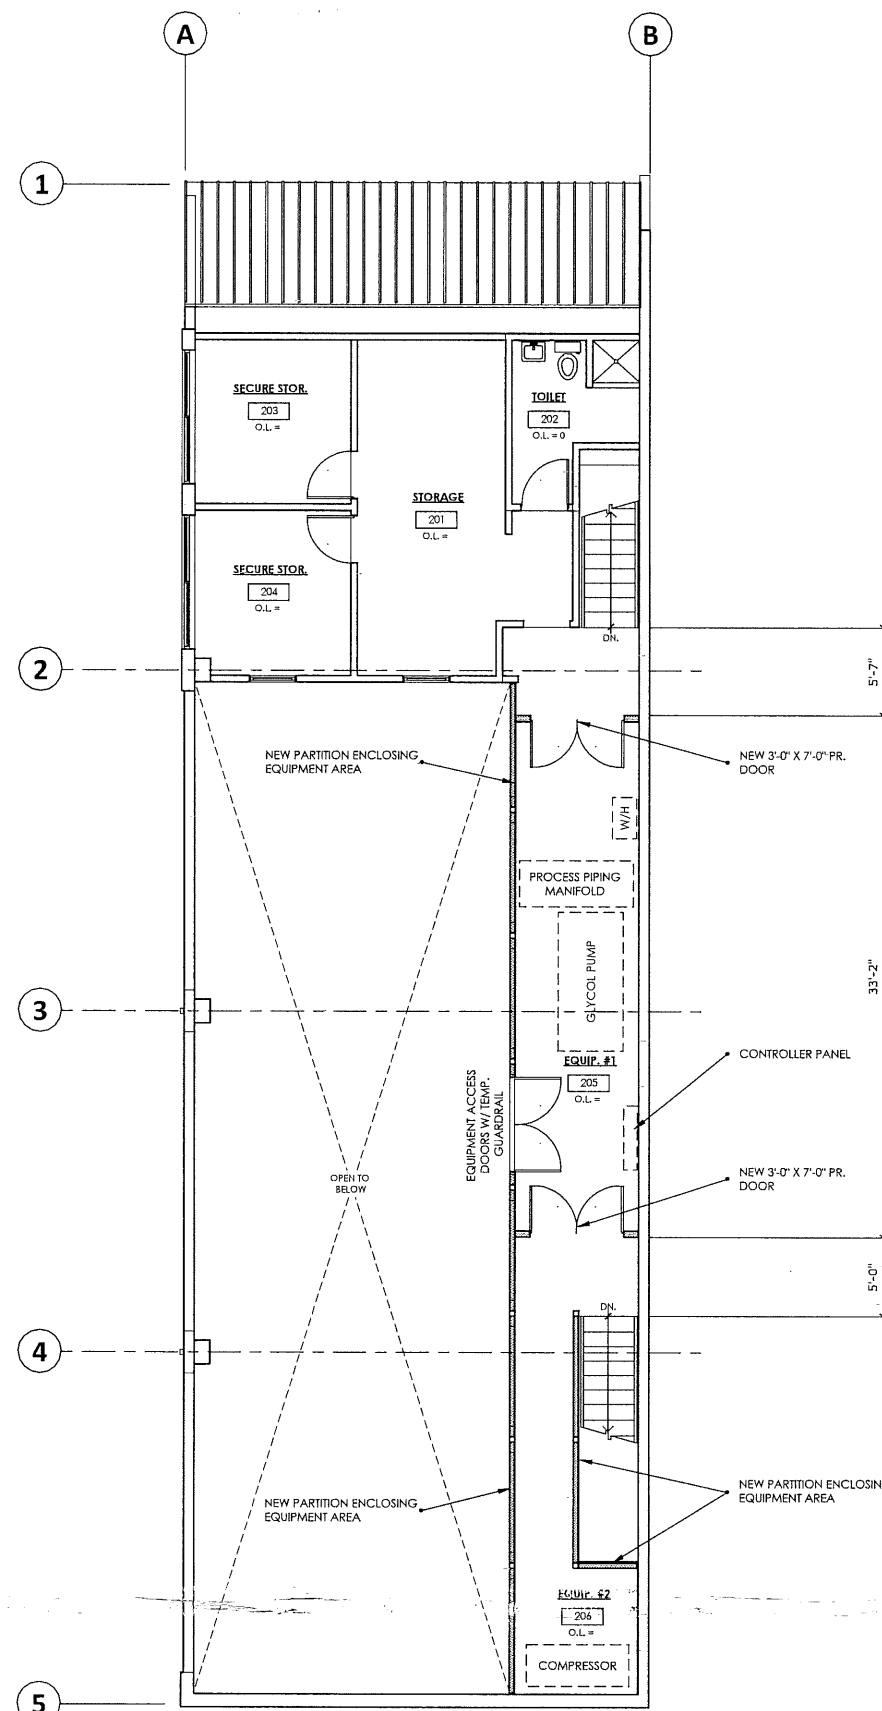 A
B
1
SECURE STOR.
203
O.L. =
TOILET
202
O.L. = 0
STORAGE
201
O.L. =
SECURE STOR.
204
O.L. =
DN.
2
5'-7"
NEW PARTITION ENCLOSING
EQUIPMENT AREA
NEW 3'-0" X 7'-0" PR.
DOOR
W/H
PROCESS PIPING
MANIFOLD
GLYCOL PUMP
33'-2"
3
EQUIP. #1
205
O.L. =
CONTROLLER PANEL
EQUIPMENT ACCESS
DOORS W/ TEMP.
GUARDRAIL
OPEN TO
BELOW
NEW 3'-0" X 7'-0" PR.
DOOR
5'-0"
DN.
4
NEW PARTITION ENCLOSING
EQUIPMENT AREA
NEW PARTITION ENCLOSIN
EQUIPMENT AREA
EQUIP. #2
206
O.L. =
COMPRESSOR
5